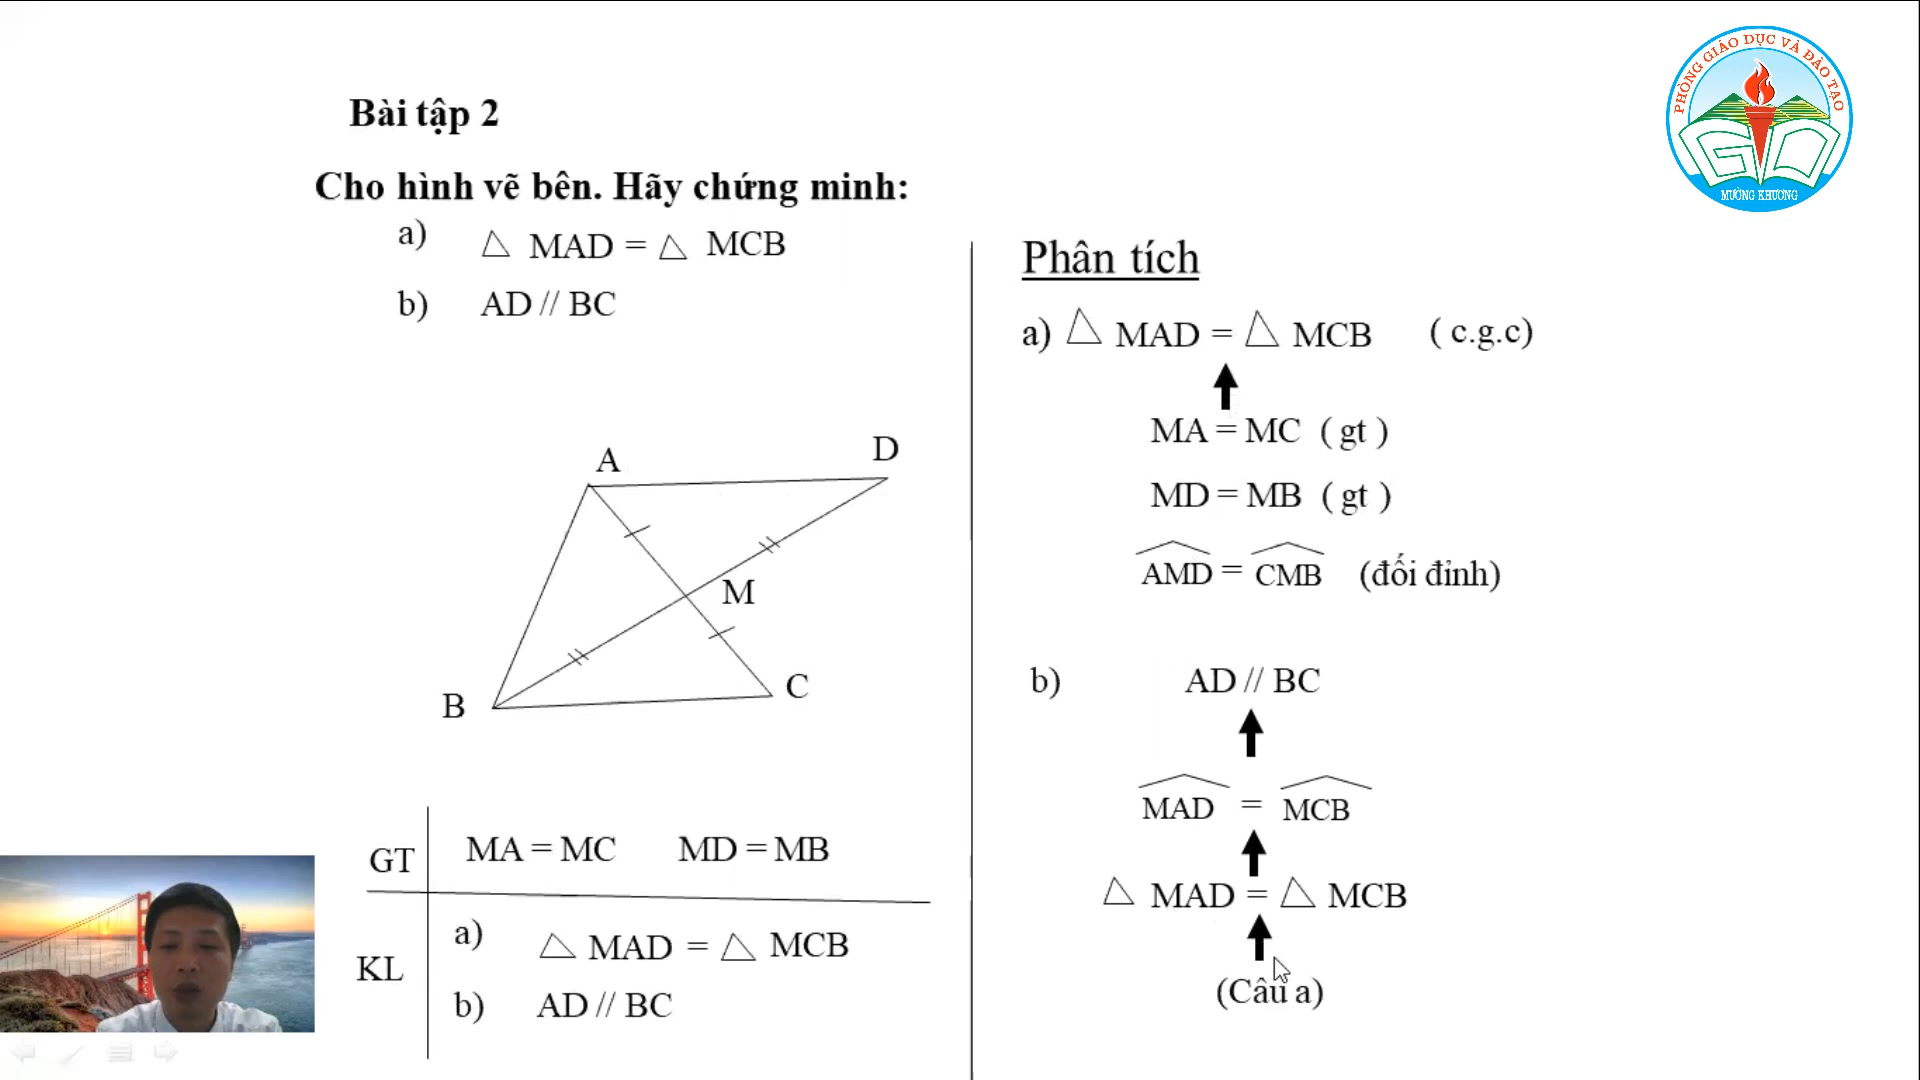 PHÒNG GIÁO DỤC VÀ ĐÀO TẠO
GD
MƯỜNG KHƯƠNG
Bài tập 2
Cho hình vẽ bên. Hãy chứng minh:
a) △ MAD = △ MCB
b) AD // BC
A
D
M
B
C
GT MA = MC MD = MB
KL
a) △ MAD = △ MCB
b) AD // BC
Phân tích
a) △ MAD = △ MCB ( c.g.c)
MA = MC ( gt )
MD = MB ( gt )
AMD = CMB (đối đỉnh)
b) AD // BC
MAD = MCB
△ MAD = △ MCB
(Câu a)